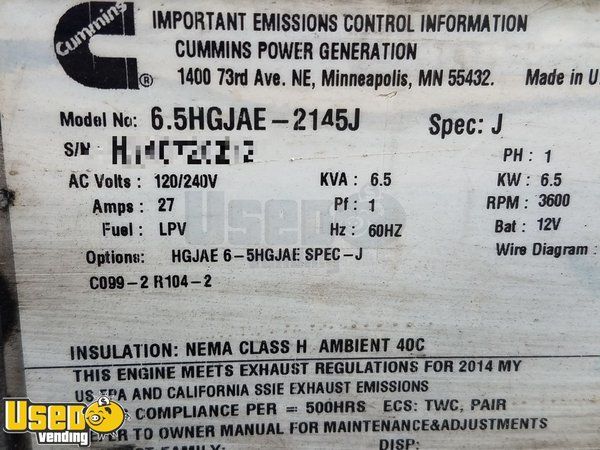 Cummins
®
IMPORTANT EMISSIONS CONTROL INFORMATION
CUMMINS POWER GENERATION
1400 73rd Ave. NE, Minneapolis, MN 55432. Made in
Model No: 6.5HGJAE-2145J Spec: J
S/N
PH : 1
AC Volts : 120/240V KVA : 6.5 KW : 6.5
Amps : 27 Pf : 1 RPM : 3600
Fuel : LPV Hz : 60HZ Bat : 12V
Options: HGJAE 6-5HGJAE SPEC-J Wire Diagram :
C099-2 R104-2
INSULATION: NEMA CLASS H AMBIENT 40C
THIS ENGINE MEETS EXHAUST REGULATIONS FOR 2014 MY
US EPA AND CALIFORNIA SSIE EXHAUST EMISSIONS
COMPLIANCE PER = 500HRS ECS: TWC, PAIR
TO OWNER MANUAL FOR MAINTENANCE&ADJUSTMENTS
FAMILY: DISP:
Used
vending